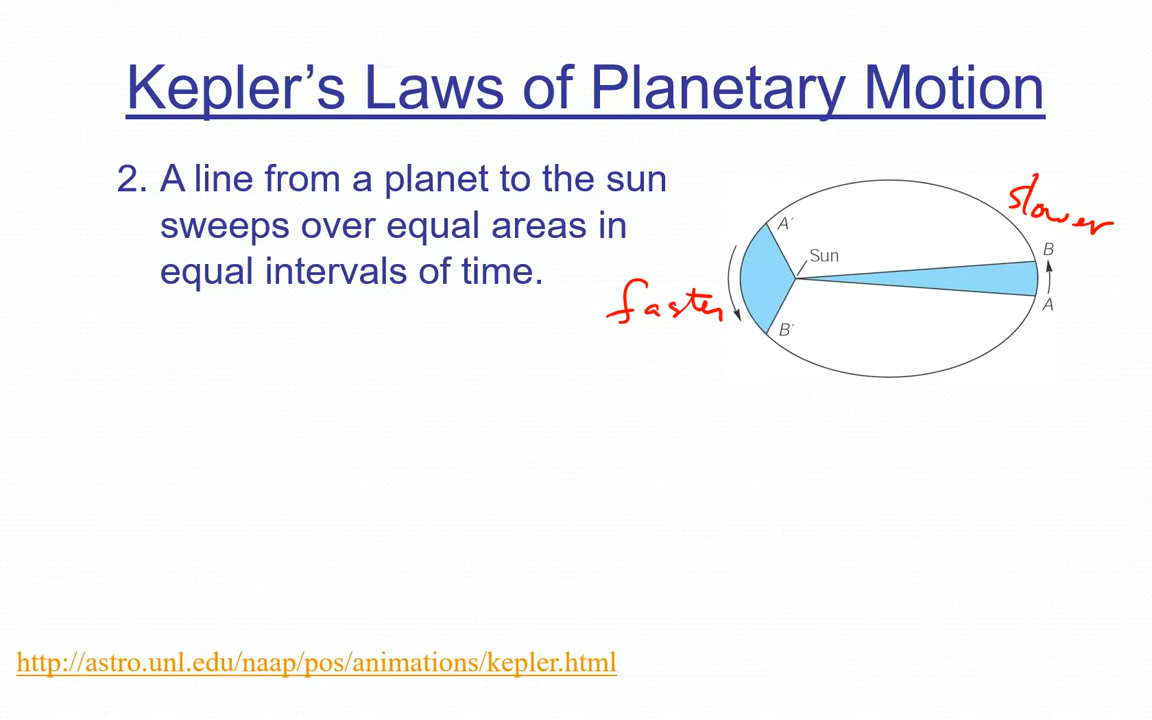 Kepler’s Laws of Planetary Motion
2. A line from a planet to the sun
sweeps over equal areas in
equal intervals of time.
slower
A´
Sun
B
faster
A
B´
http://astro.unl.edu/naap/pos/animations/kepler.html